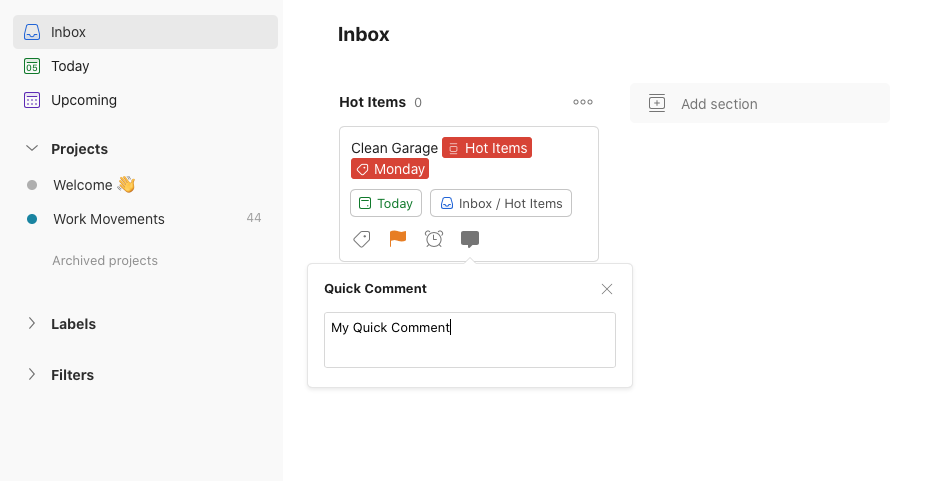 Inbox
05
Today
Upcoming
Projects
Welcome 👋
Work Movements 44
Archived projects
Labels
Filters
Inbox
Hot Items 0
Clean Garage Hot Items
Monday
Today
Inbox / Hot Items
Quick Comment
My Quick Comment
Add section